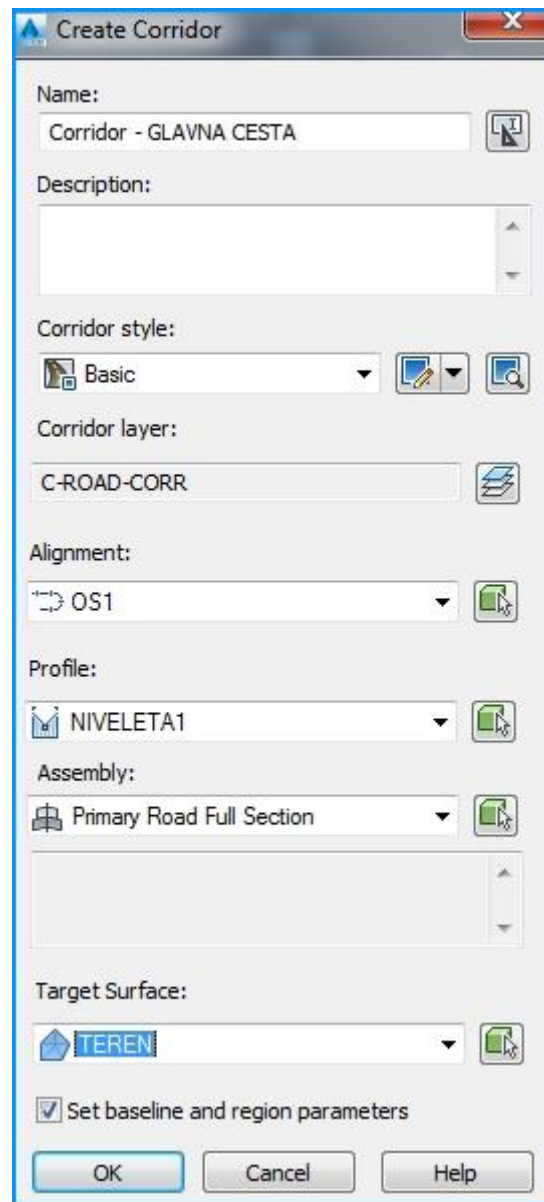 Create Corridor
Name:
Corridor - GLAVNA CESTA
Description:
Corridor style:
Basic
Corridor layer:
C-ROAD-CORR
Alignment:
OS1
Profile:
NIVELETA1
Assembly:
Primary Road Full Section
Target Surface:
TEREN
Set baseline and region parameters
OK Cancel Help